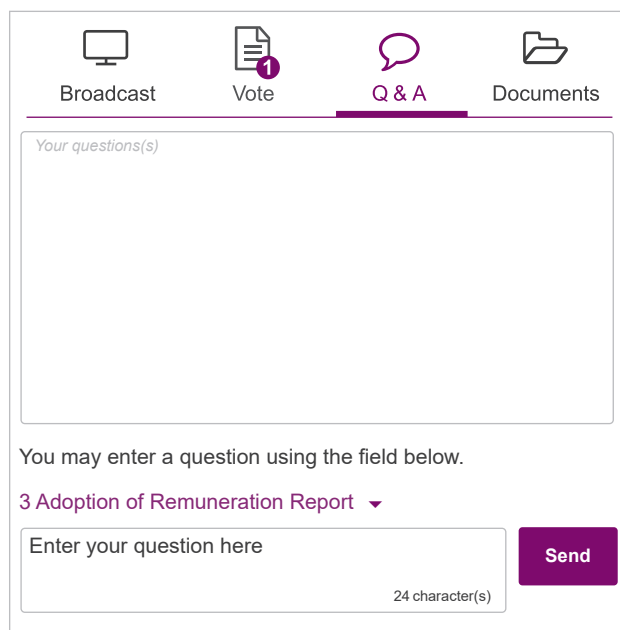 1
Broadcast
Vote
Q & A
Documents
Your questions(s)
You may enter a question using the field below.
3 Adoption of Remuneration Report
Enter your question here
Send
24 character(s)